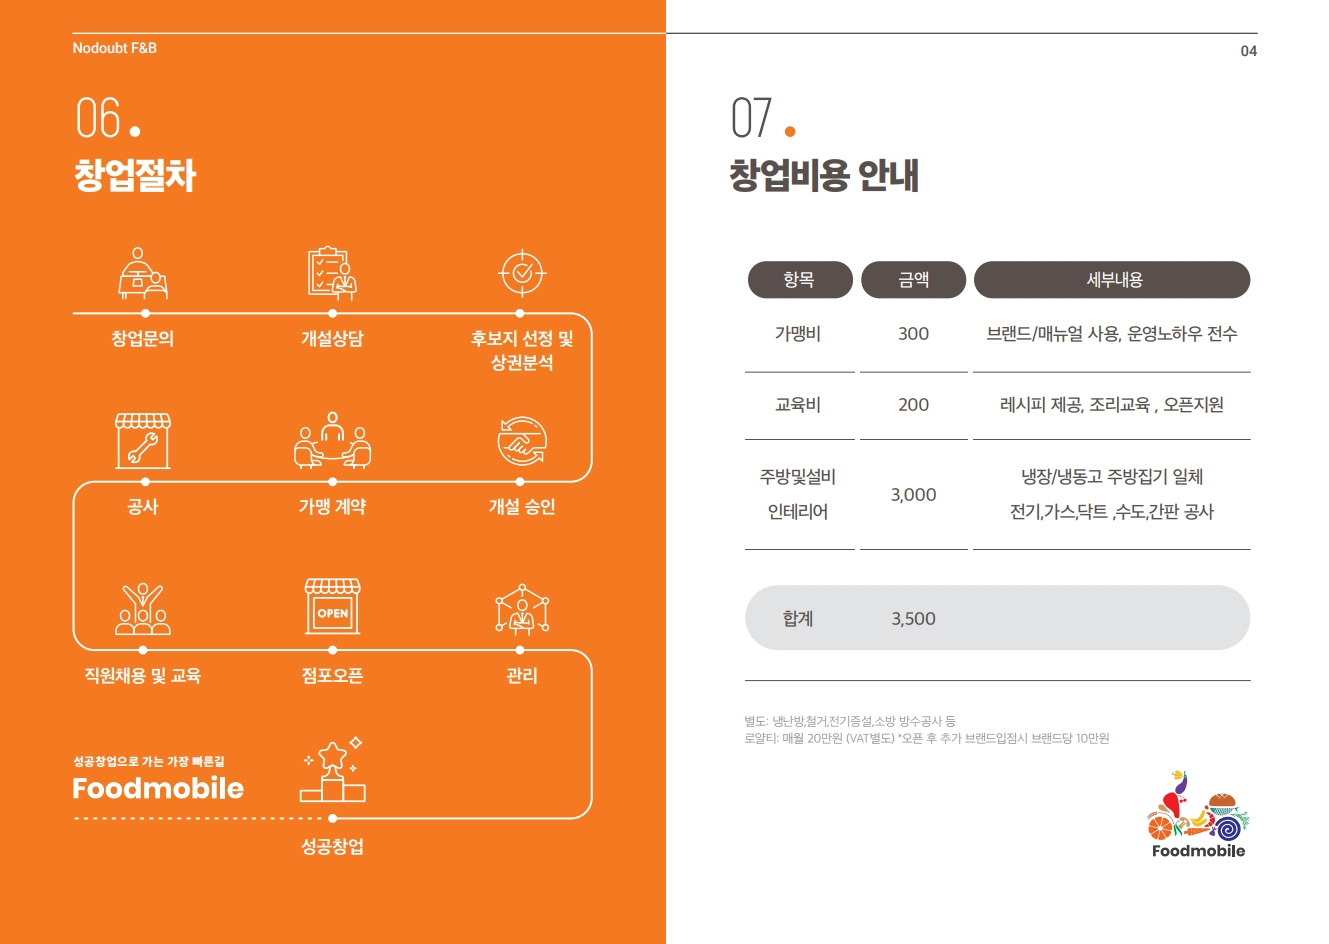 Nodoubt F&B
06.
창업절차
창업문의
개설상담
후보지 선정 및
상권분석
공사
가맹 계약
개설 승인
OPEN
직원채용 및 교육
점포오픈
관리
성공창업으로 가는 가장 빠른길
Foodmobile
성공창업
04
07.
창업비용 안내
항목 금액 세부내용
가맹비 300 브랜드/매뉴얼 사용, 운영노하우 전수
교육비 200 레시피 제공, 조리교육 , 오픈지원
주방및설비
인테리어
3,000
냉장/냉동고 주방집기 일체
전기,가스,닥트 ,수도,간판 공사
합계 3,500
별도: 냉난방,철거,전기증설,소방 방수공사 등
로얄티: 매월 20만원 (VAT별도) *오픈 후 추가 브랜드입점시 브랜드당 10만원
Foodmobile